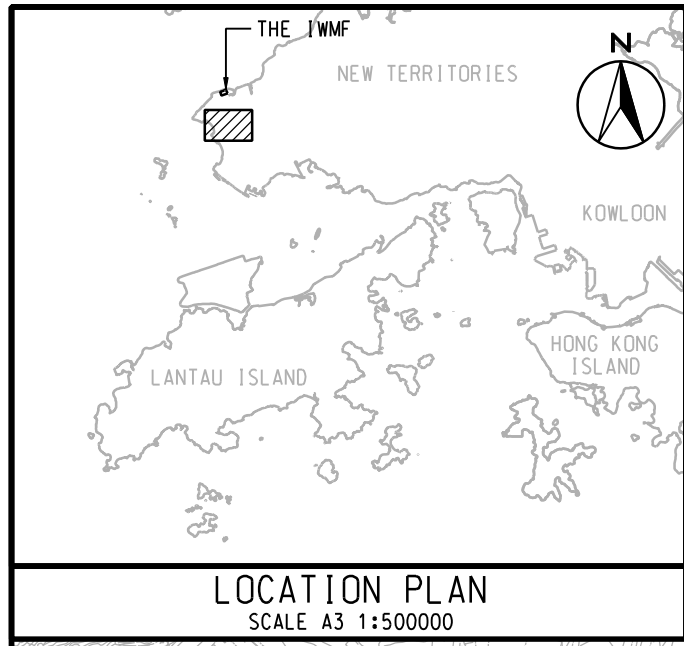 THE IWMF
N
NEW TERRITORIES
KOWLOON
HONG KONG
ISLAND
LANTAU ISLAND
LOCATION PLAN
SCALE A3 1:500000